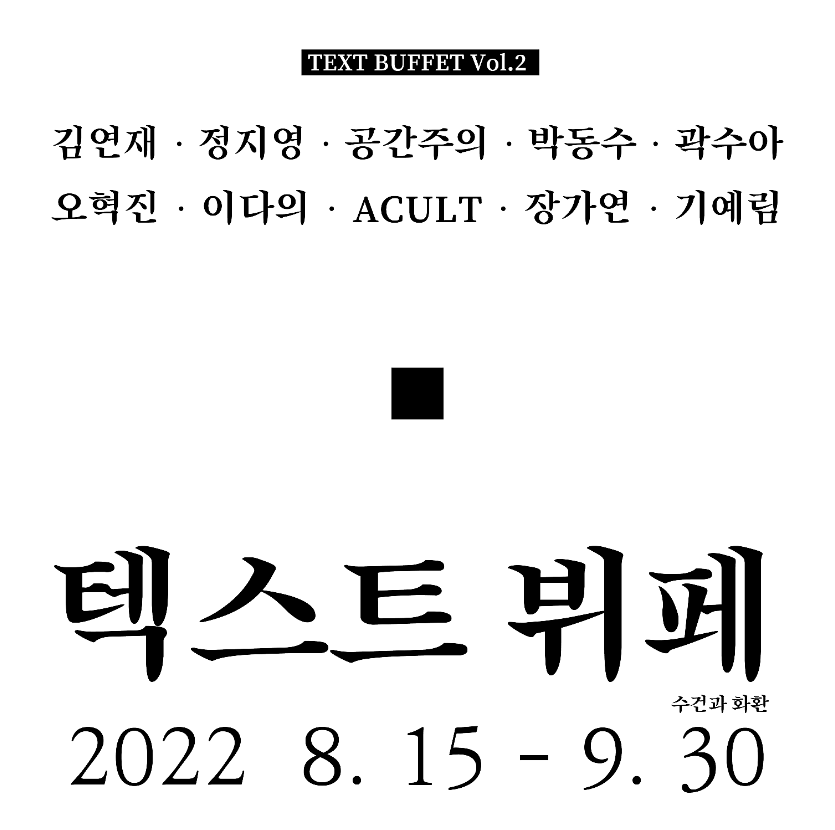 TEXT BUFFET Vol.2
김연재 · 정지영 · 공간주의 · 박동수 · 곽수아
오혁진 · 이다의 · ACULT · 장가연 · 기예림
텍스트 뷔페
수건과 화환
2022 8. 15 - 9. 30